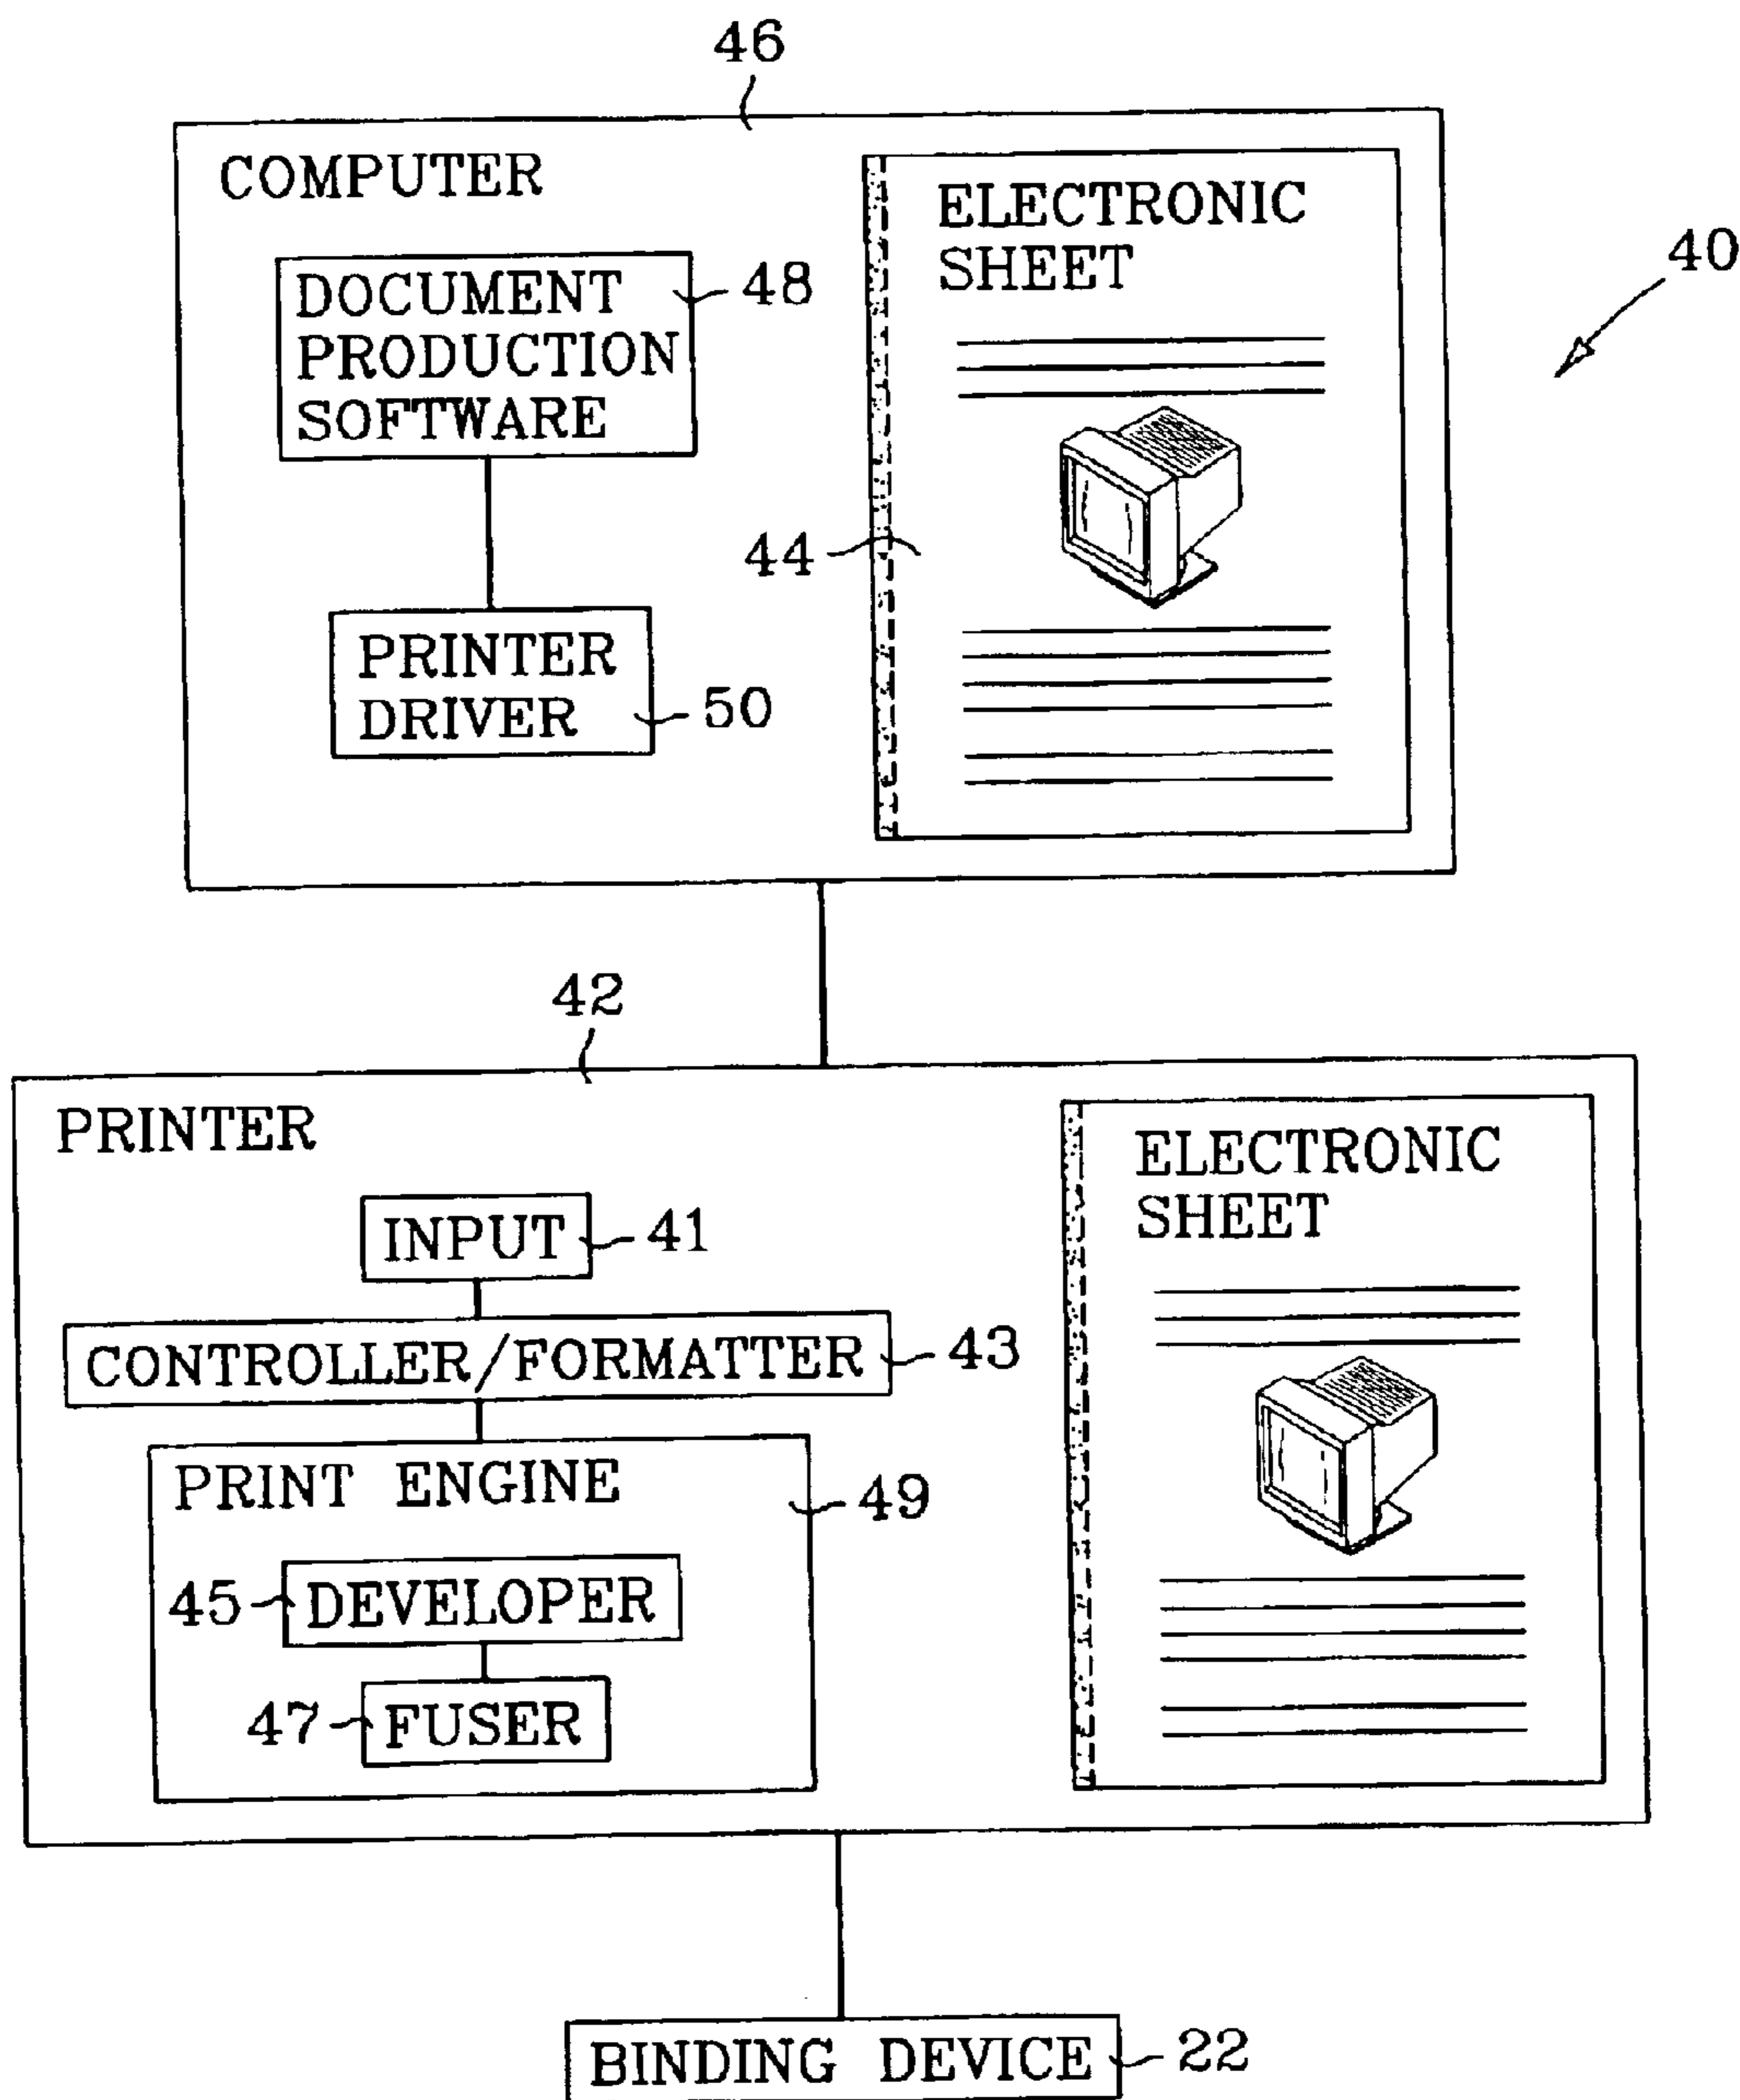 46
COMPUTER
ELECTRONIC
SHEET
40
DOCUMENT
PRODUCTION
SOFTWARE
48
44
PRINTER
DRIVER
50
42
PRINTER
ELECTRONIC
SHEET
INPUT
41
CONTROLLER/FORMATTER
43
PRINT ENGINE
49
45
DEVELOPER
47
FUSER
BINDING DEVICE
22